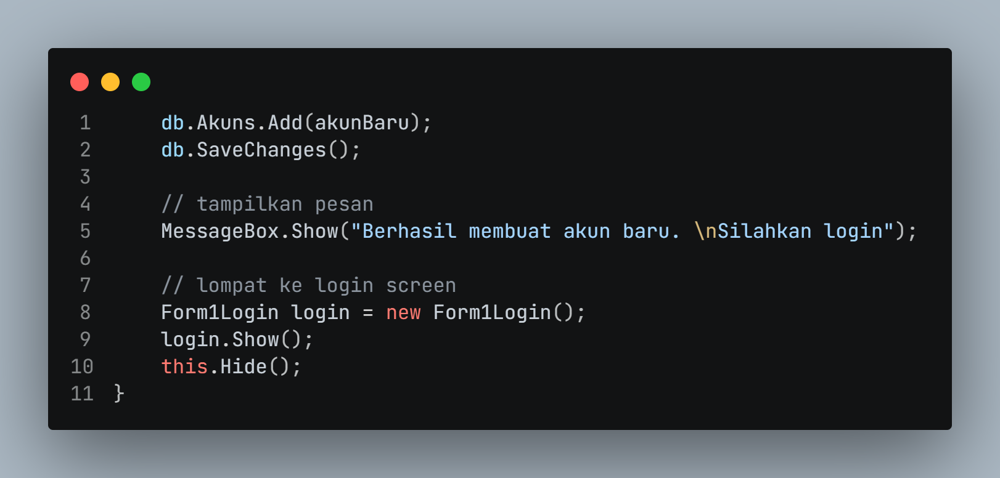 1 db.Akuns.Add(akunBaru);
2 db.SaveChanges();
3
4 // tampilkan pesan
5 MessageBox.Show("Berhasil membuat akun baru. \nSilahkan login");
6
7 // lompat ke login screen
8 Form1Login login = new Form1Login();
9 login.Show();
10 this.Hide();
11 }